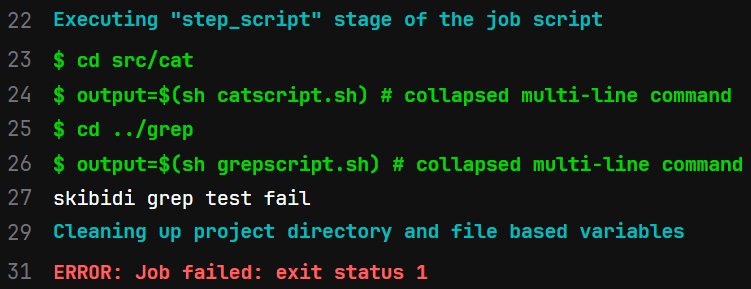 22 Executing "step_script" stage of the job script
23 $ cd src/cat
24 $ output=$(sh catscript.sh) # collapsed multi-line command
25 $ cd ../grep
26 $ output=$(sh grepscript.sh) # collapsed multi-line command
27 skibidi grep test fail
29 Cleaning up project directory and file based variables
31 ERROR: Job failed: exit status 1